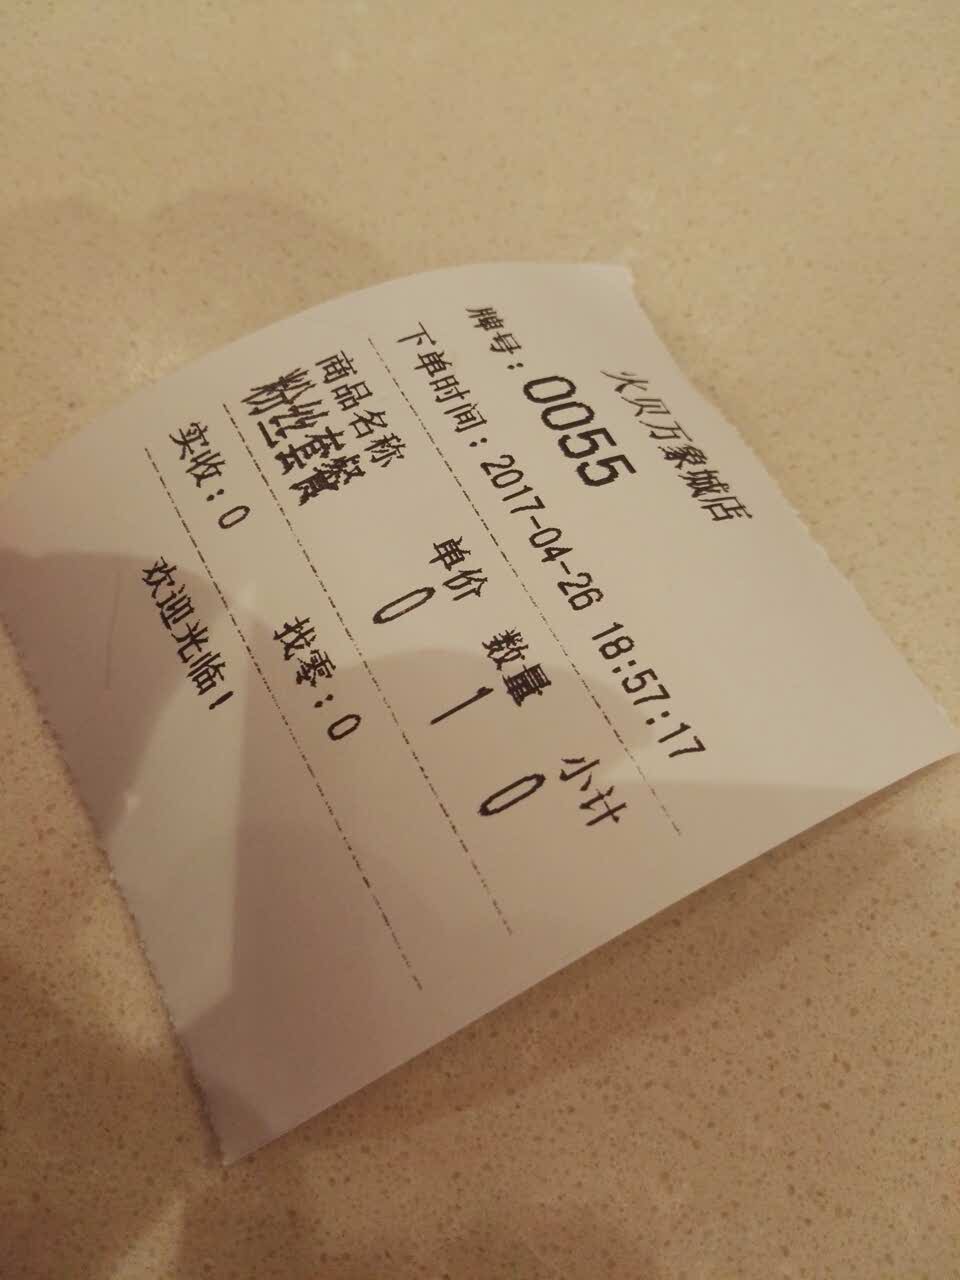 火贝万象城店
牌号：0055
下单时间：2017-04-26 18:57:17
商品名称 单价 数量 小计
粉丝套餐 0 1 0
实收：0 找零：0
欢迎光临！